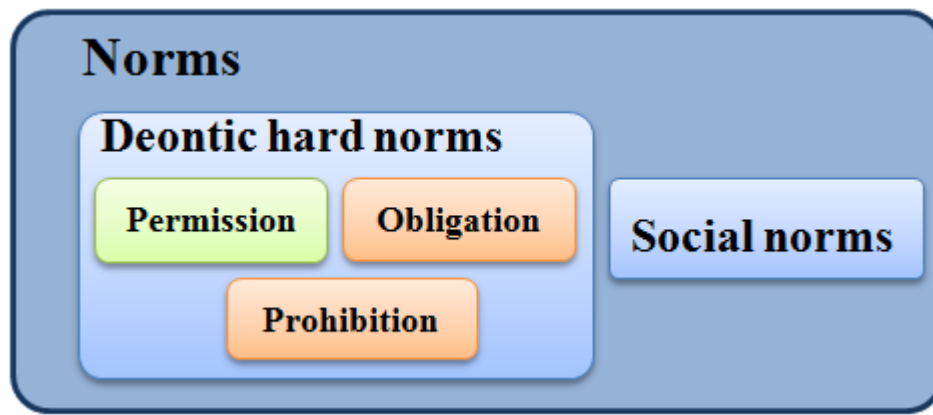 Norms
Deontic hard norms
Permission
Obligation
Social norms
Prohibition